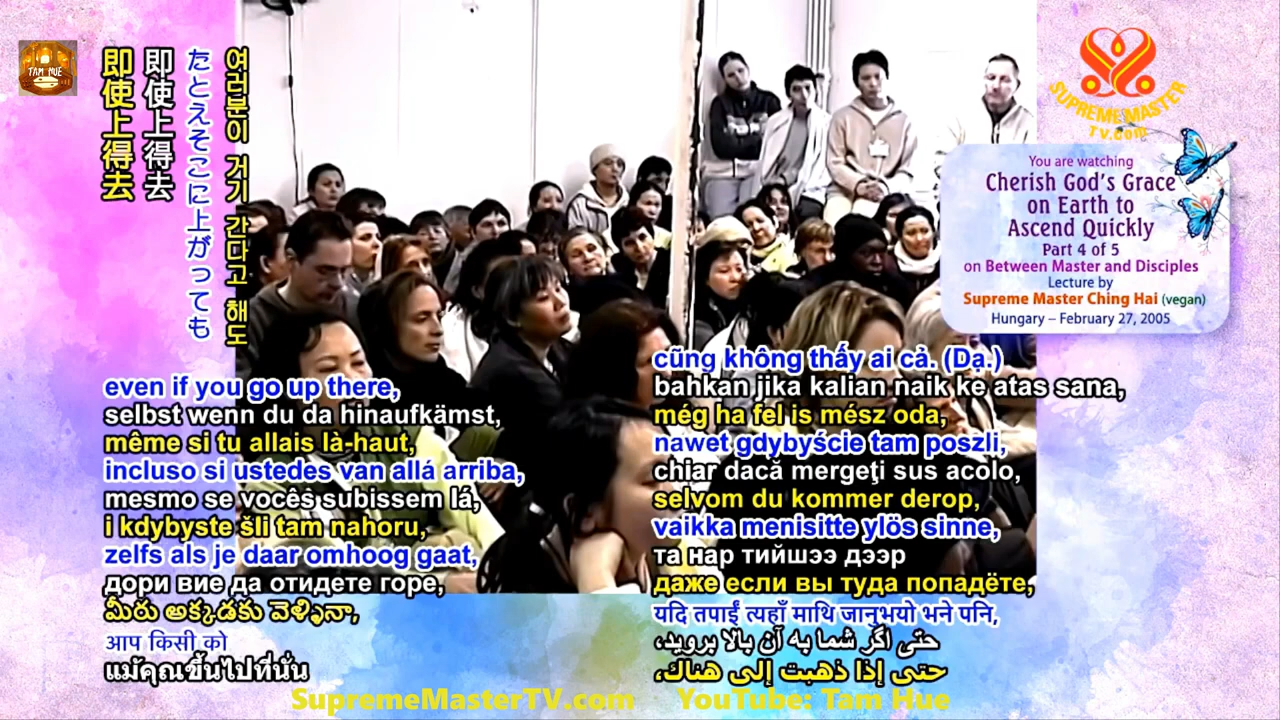 TAM HUE
即使上得去
即使上得去
たとえそこに上がっても
여러분이 거기 간다고 해도
SUPREME MASTER
TV.com
You are watching
Cherish God's Grace
on Earth to
Ascend Quickly
Part 4 of 5
on Between Master and Disciples
Lecture by
Supreme Master Ching Hai (vegan)
Hungary – February 27, 2005
even if you go up there,
selbst wenn du da hinaufkämst,
même si tu allais là-haut,
incluso si ustedes van allá arriba,
mesmo se vocês subissem lá,
i kdybyste šli tam nahoru,
zelfs als je daar omhoog gaat,
дори вие да отидете горе,
మీరు అక్కడకు వెళ్ళినా,
आप किसी को
แม้คุณขึ้นไปที่นั่น
cũng không thấy ai cả. (Dạ.)
bahkan jika kalian naik ke atas sana,
még ha fel is mész oda,
nawet gdybyście tam poszli,
chiar dacă mergeţi sus acolo,
selvom du kommer derop,
vaikka menisitte ylös sinne,
та нар тийшээ дээр
даже если вы туда попадёте,
यदि तपाईं त्यहाँ माथि जानुभयो भने पनि,
حتی اگر شما به آن بالا بروید،
حتى إذا ذهبت إلى هناك،
SupremeMasterTV.com YouTube: Tam Hue